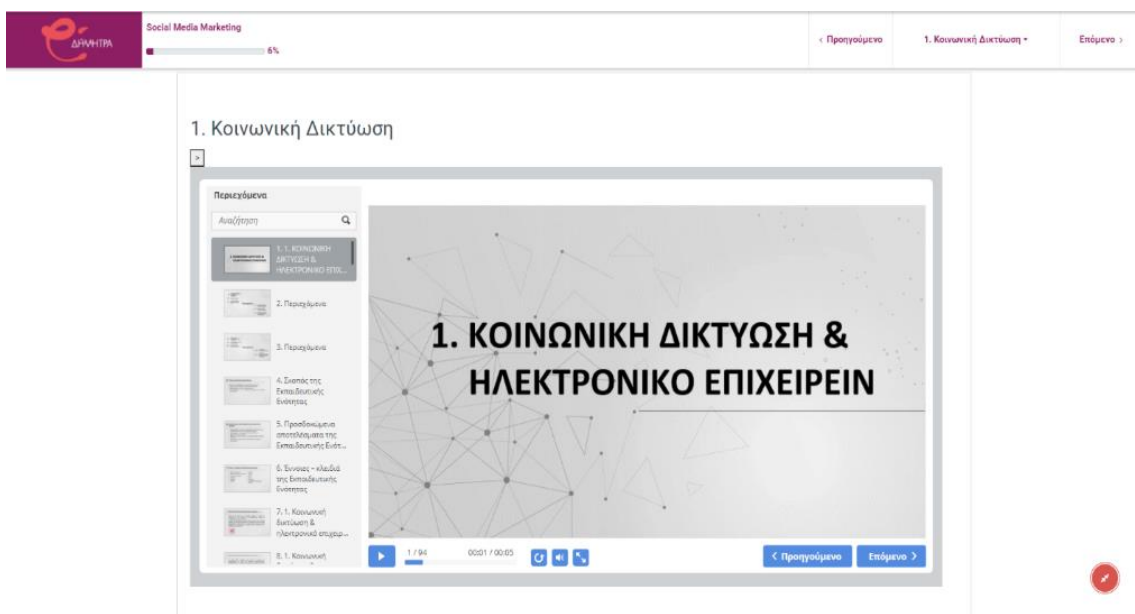 ΔΗΜΗΤΡΑ
Social Media Marketing
6%
< Προηγούμενο
1. Κοινωνική Δικτύωση
Επόμενο >
1. Κοινωνική Δικτύωση
>
Περιεχόμενα
Αναζήτηση
1. 1. ΚΟΙΝΩΝΙΚΗ
ΔΙΚΤΥΩΣΗ &
ΗΛΕΚΤΡΟΝΙΚΟ ΕΠΙΧ...
2. Περιεχόμενα
3. Περιεχόμενα
4. Σκοπός της
Εκπαιδευτικής
Ενότητας
5. Προσδοκώμενα
αποτελέσματα της
Εκπαιδευτικής Ενότ...
6. Έννοιες – κλειδιά
της Εκπαιδευτικής
Ενότητας
7. 1. Κοινωνική
δικτύωση &
ηλεκτρονικό επιχειρ...
8. 1. Κοινωνική
1. ΚΟΙΝΩΝΙΚΗ ΔΙΚΤΥΩΣΗ &
ΗΛΕΚΤΡΟΝΙΚΟ ΕΠΙΧΕΙΡΕΙΝ
1 / 94
00:01 / 00:05
< Προηγούμενο
Επόμενο >